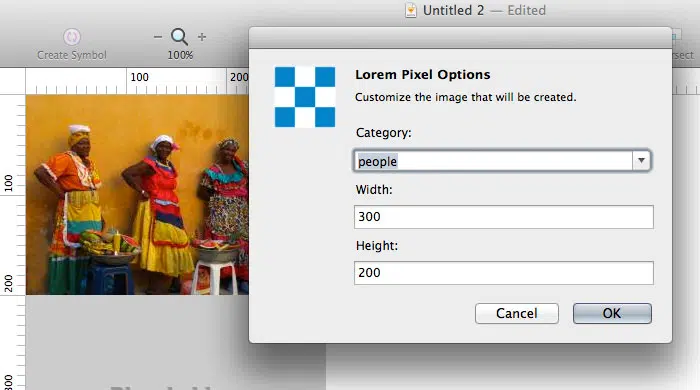 Untitled 2 — Edited
Create Symbol
100%
100
200
Lorem Pixel Options
Customize the image that will be created.
Category:
people
Width:
300
Height:
200
Cancel
OK
100
200
300